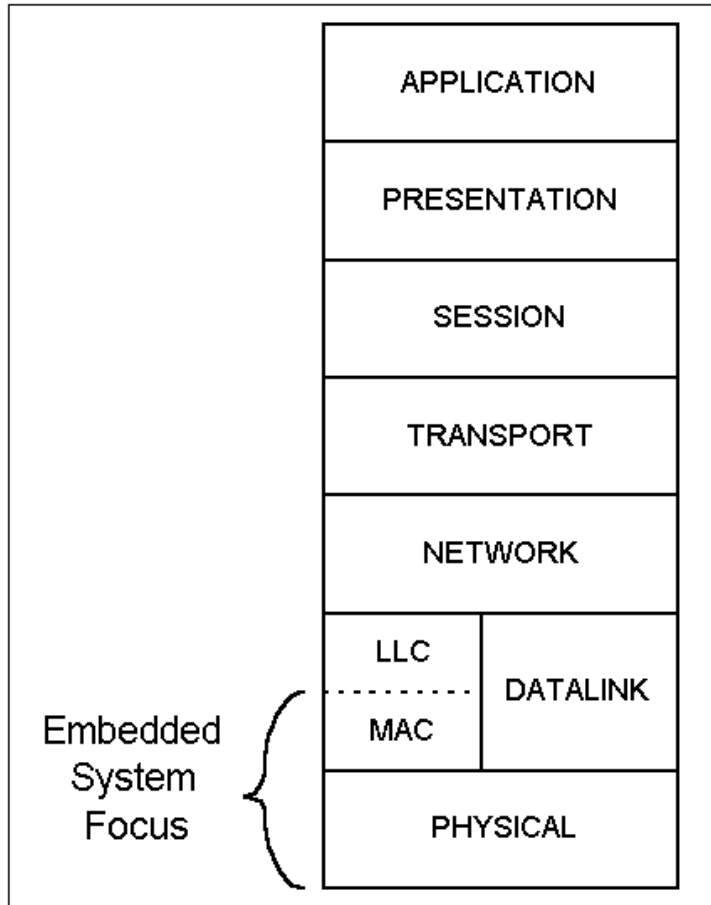 APPLICATION
PRESENTATION
SESSION
TRANSPORT
NETWORK
LLC
DATALINK
MAC
Embedded
System
Focus
PHYSICAL